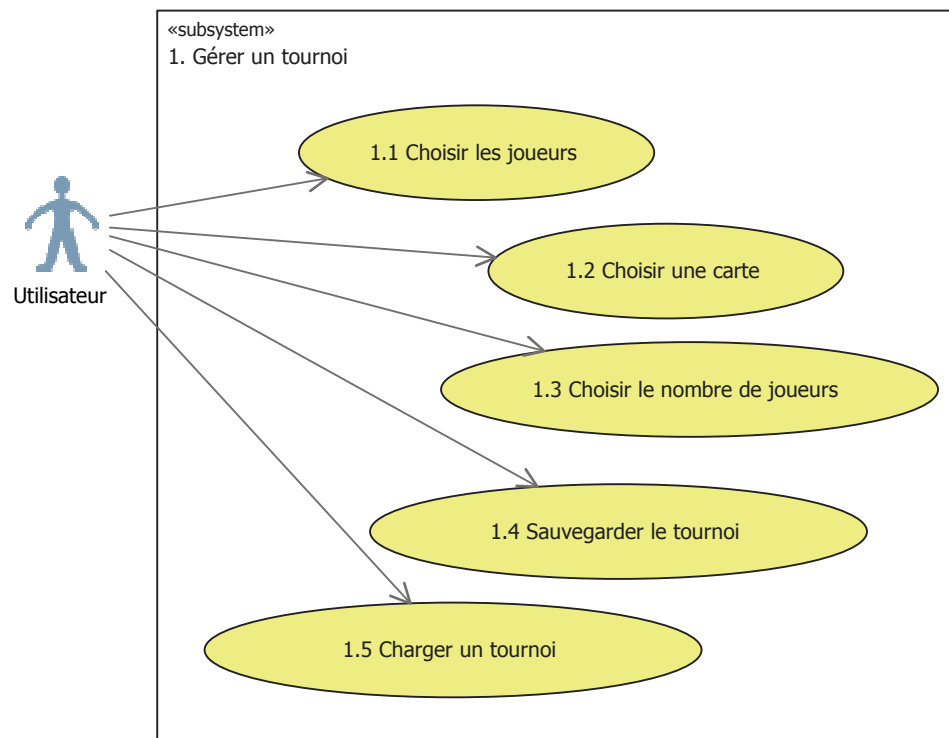 «subsystem»
1. Gérer un tournoi
1.1 Choisir les joueurs
1.2 Choisir une carte
Utilisateur
1.3 Choisir le nombre de joueurs
1.4 Sauvegarder le tournoi
1.5 Charger un tournoi